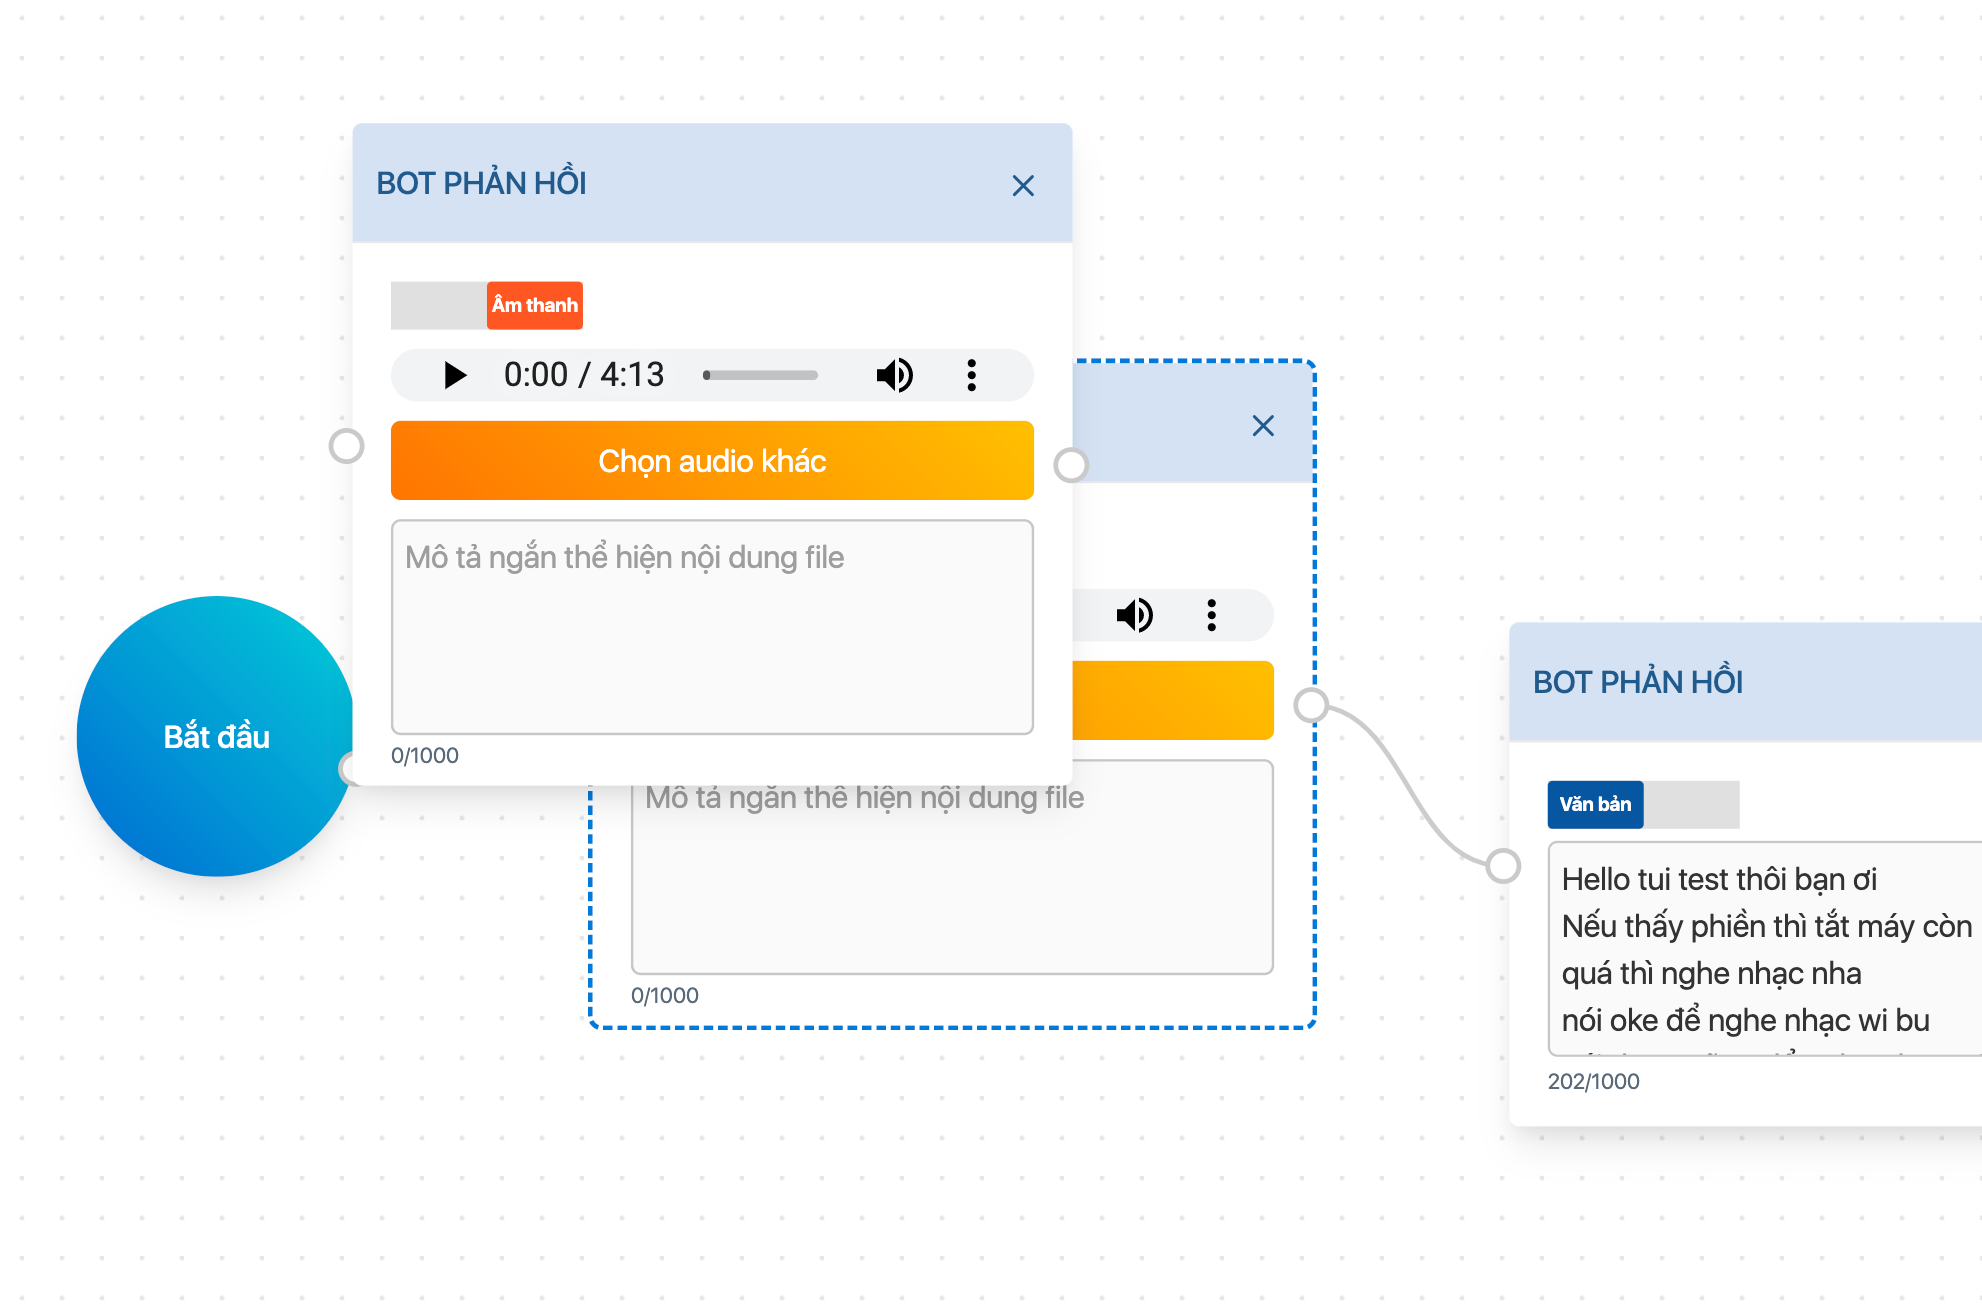 BOT PHẢN HỒI
Âm thanh
0:00 / 4:13
Chọn audio khác
Mô tả ngắn thể hiện nội dung file
0/1000
Bắt đầu
Mô tả ngắn thể hiện nội dung file
0/1000
BOT PHẢN HỒI
Văn bản
Hello tui test thôi bạn ơi
Nếu thấy phiền thì tắt máy còn
quá thì nghe nhạc nha
nói oke để nghe nhạc wi bu
202/1000